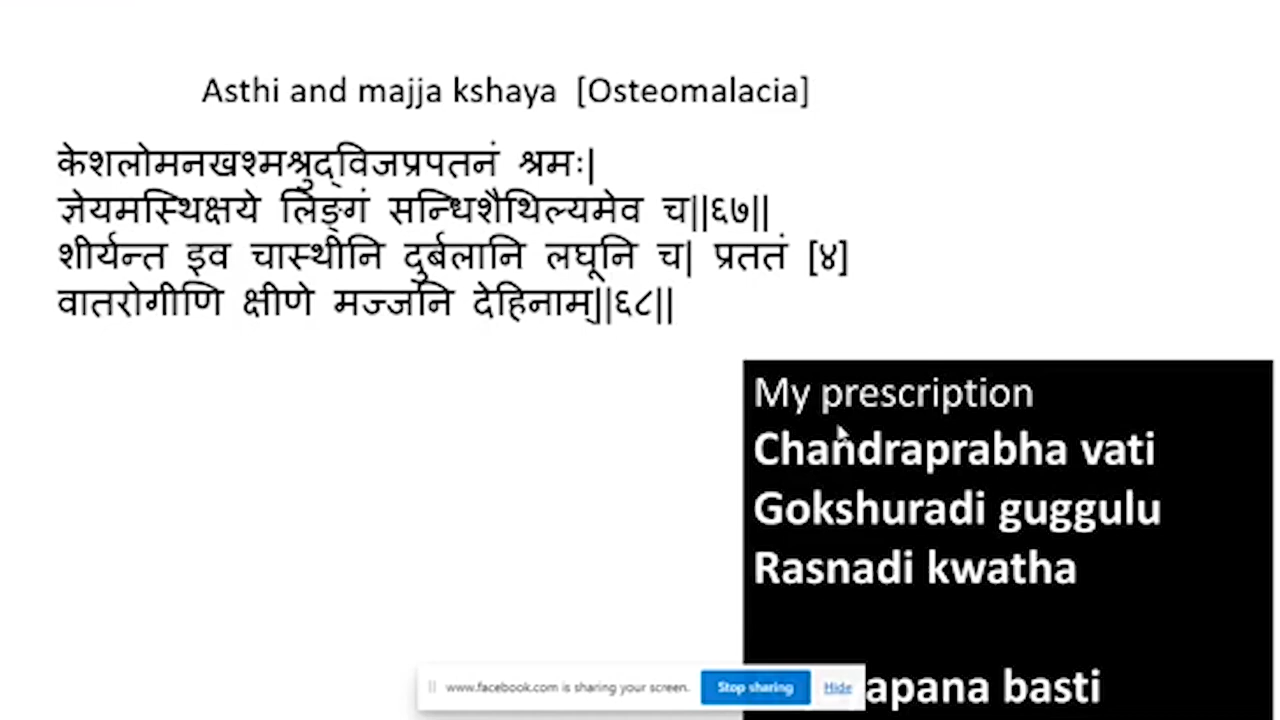 Asthi and majja kshaya [Osteomalacia]
केशलोमनखश्मश्रुद्विजप्रपतनं श्रमः|
ज्ञेयमस्थिक्षये लिङ्गं सन्धिशैथिल्यमेव च||६७||
शीर्यन्त इव चास्थीनि दुर्बलानि लघूनि च| प्रततं [४]
वातरोगीणि क्षीणे मज्जनि देहिनाम्||६८||
My prescription
Chandraprabha vati
Gokshuradi guggulu
Rasnadi kwatha
basti
www.facebook.com is sharing your screen. Stop sharing Hide